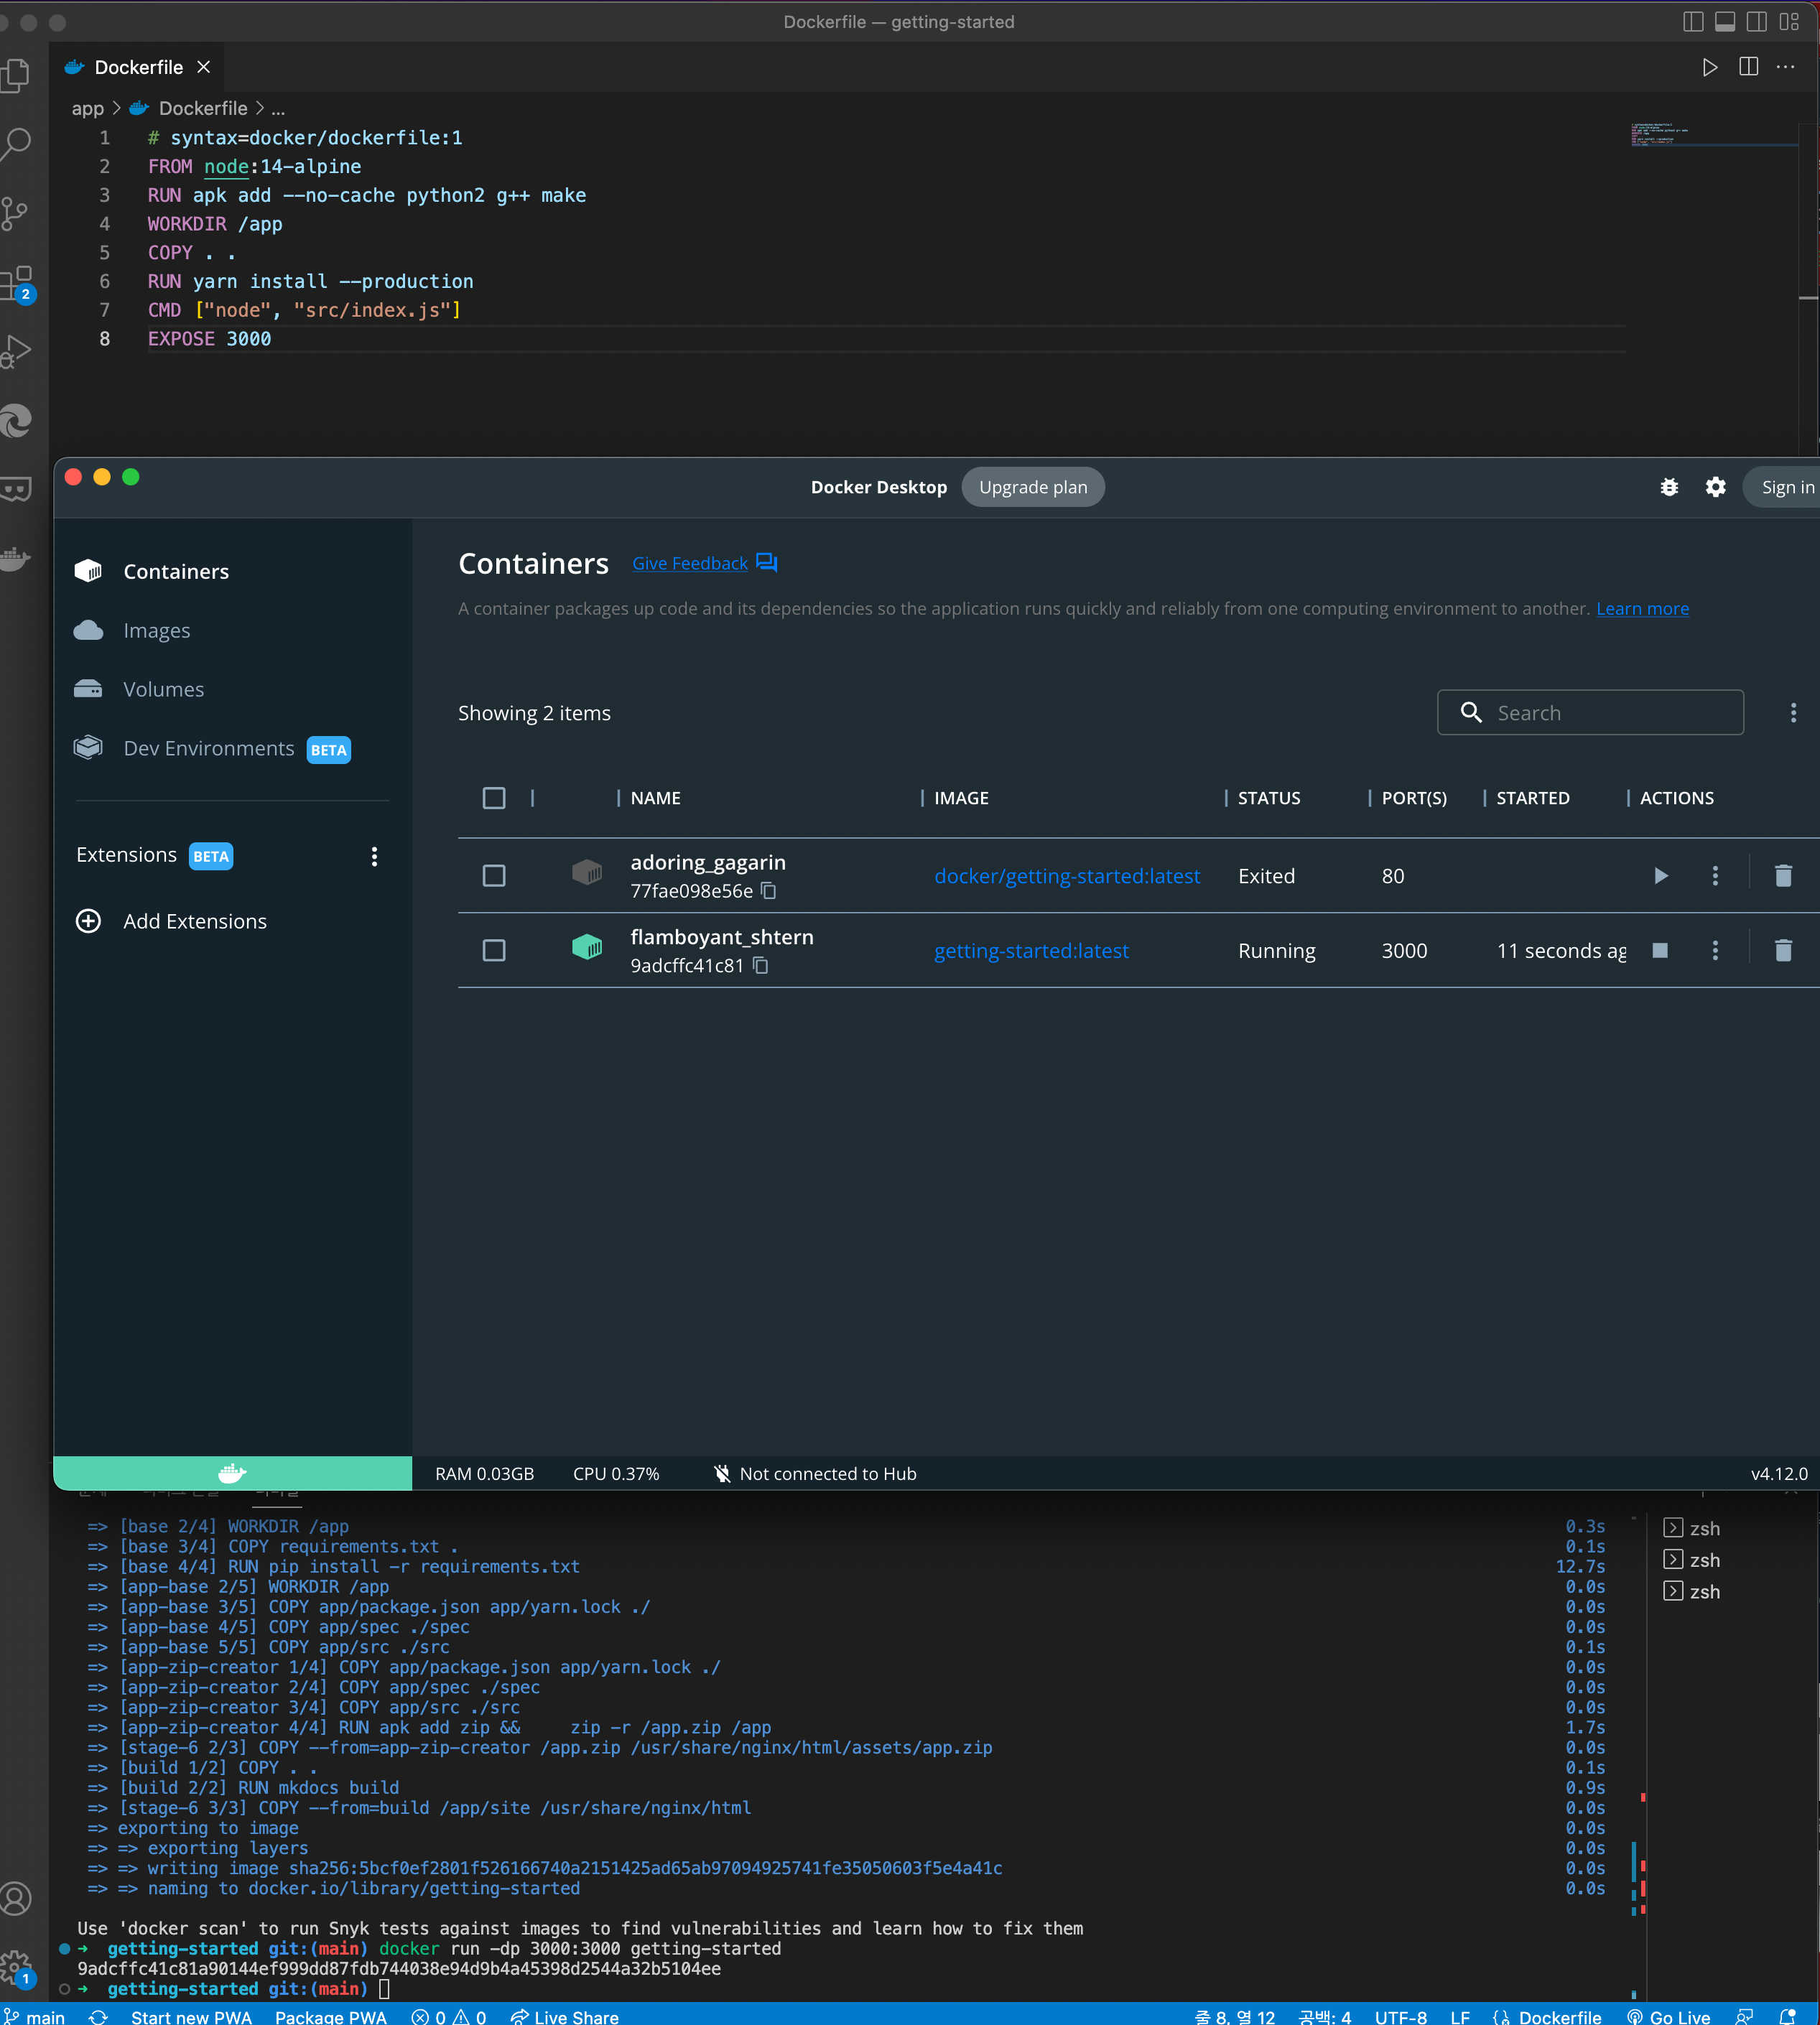 Dockerfile — getting-started
Dockerfile
app > Dockerfile > ...
1 # syntax=docker/dockerfile:1
2 FROM node:14-alpine
3 RUN apk add --no-cache python2 g++ make
4 WORKDIR /app
5 COPY . .
6 RUN yarn install --production
7 CMD ["node", "src/index.js"]
8 EXPOSE 3000
2
Docker Desktop Upgrade plan Sign in
Containers
Images
Volumes
Dev Environments BETA
Extensions BETA
Add Extensions
Containers Give Feedback
A container packages up code and its dependencies so the application runs quickly and reliably from one computing environment to another. Learn more
Showing 2 items Search
NAME IMAGE STATUS PORT(S) STARTED ACTIONS
adoring_gagarin
77fae098e56e docker/getting-started:latest Exited 80
flamboyant_shtern
9adcffc41c81 getting-started:latest Running 3000 11 seconds ag
RAM 0.03GB CPU 0.37% Not connected to Hub v4.12.0
=> [base 2/4] WORKDIR /app 0.3s
=> [base 3/4] COPY requirements.txt . 0.1s
=> [base 4/4] RUN pip install -r requirements.txt 12.7s
=> [app-base 2/5] WORKDIR /app 0.0s
=> [app-base 3/5] COPY app/package.json app/yarn.lock ./ 0.0s
=> [app-base 4/5] COPY app/spec ./spec 0.0s
=> [app-base 5/5] COPY app/src ./src 0.1s
=> [app-zip-creator 1/4] COPY app/package.json app/yarn.lock ./ 0.0s
=> [app-zip-creator 2/4] COPY app/spec ./spec 0.0s
=> [app-zip-creator 3/4] COPY app/src ./src 0.0s
=> [app-zip-creator 4/4] RUN apk add zip &&     zip -r /app.zip /app 1.7s
=> [stage-6 2/3] COPY --from=app-zip-creator /app.zip /usr/share/nginx/html/assets/app.zip 0.0s
=> [build 1/2] COPY . . 0.1s
=> [build 2/2] RUN mkdocs build 0.9s
=> [stage-6 3/3] COPY --from=build /app/site /usr/share/nginx/html 0.0s
=> exporting to image 0.0s
=> => exporting layers 0.0s
=> => writing image sha256:5bcf0ef2801f526166740a2151425ad65ab97094925741fe35050603f5e4a41c 0.0s
=> => naming to docker.io/library/getting-started 0.0s
zsh
zsh
zsh
Use 'docker scan' to run Snyk tests against images to find vulnerabilities and learn how to fix them
➜ getting-started git:(main) docker run -dp 3000:3000 getting-started
9adcffc41c81a90144ef999dd87fdb744038e94d9b4a45398d2544a32b5104ee
➜ getting-started git:(main)
1
main Start new PWA Package PWA 0 0 Live Share 줄 8, 열 12 공백: 4 UTF-8 LF Dockerfile Go Live